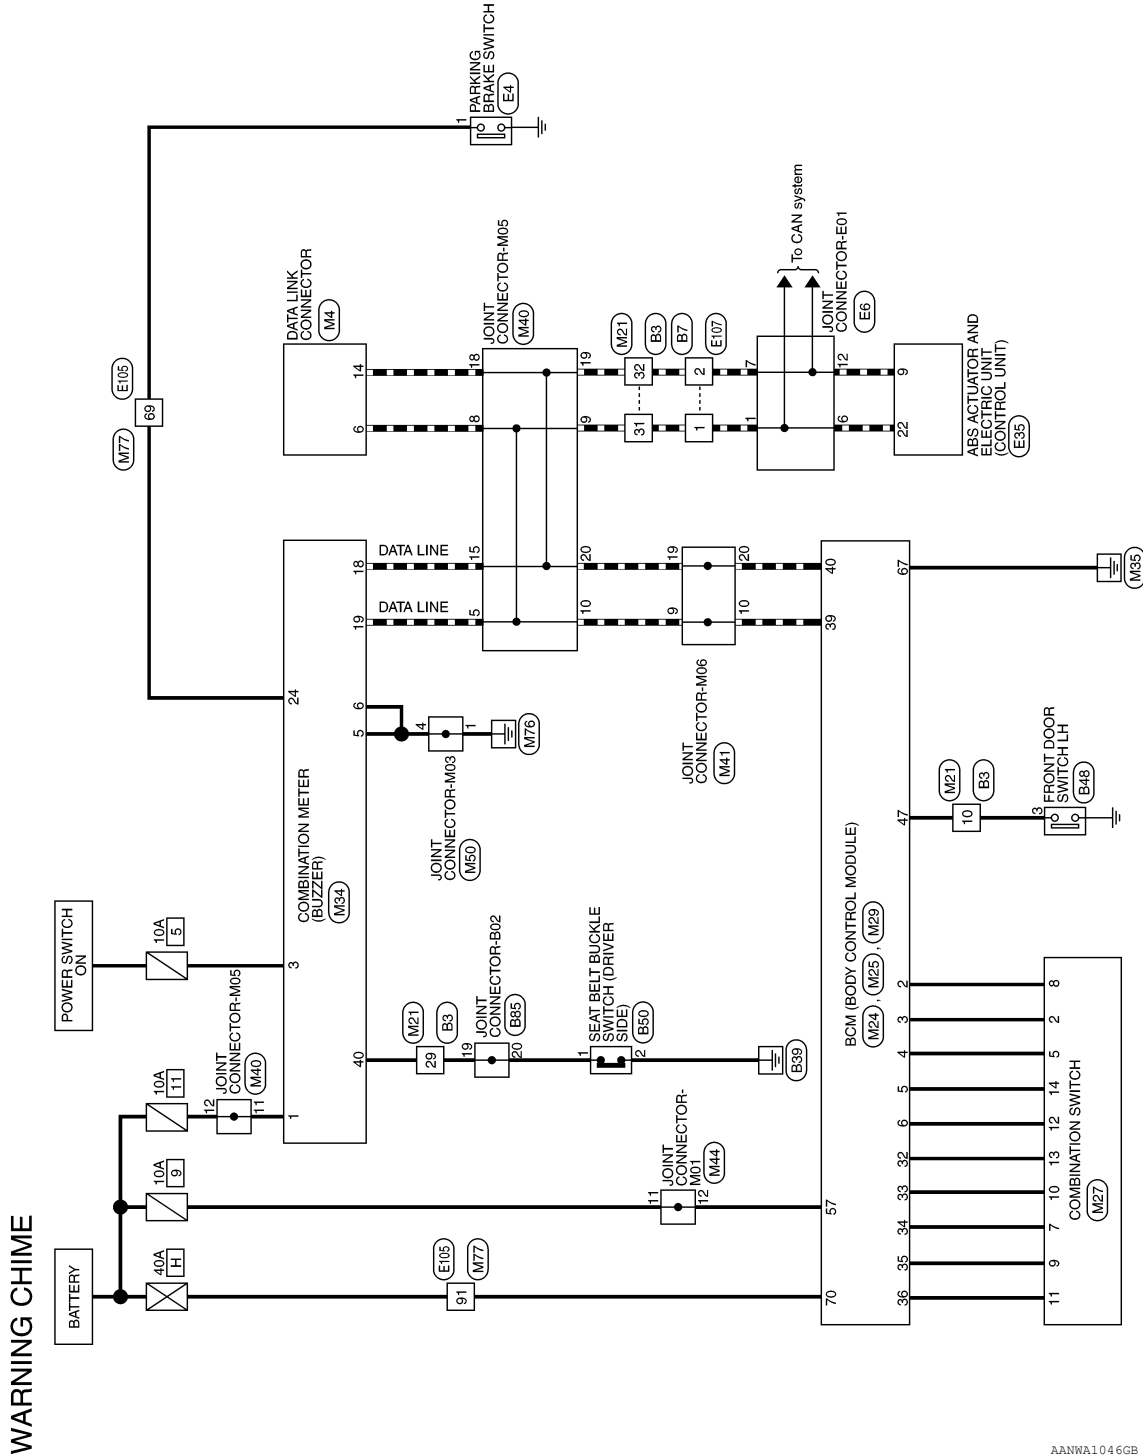 WARNING CHIME
BATTERY
POWER SWITCH
ON
40A
H
10A
9
10A
11
10A
5
JOINT
CONNECTOR-M05
M40
12
11
E105
M77
91
JOINT
CONNECTOR-
M01
M44
11
12
1
3
24
COMBINATION METER
(BUZZER)
M34
40
5
6
19
18
M77
E105
69
PARKING
BRAKE SWITCH
E4
1
M21
B3
29
JOINT
CONNECTOR-B02
B85
19
20
SEAT BELT BUCKLE
SWITCH (DRIVER
SIDE)
B50
1
2
B39
JOINT
CONNECTOR-M03
M50
4
1
M76
DATA LINE
DATA LINE
DATA LINK
CONNECTOR
M4
6
14
JOINT
CONNECTOR-M05
M40
5
15
8
18
10
20
9
19
M21
B3
B7
E107
31
32
1
2
To CAN system
JOINT
CONNECTOR-E01
E6
1
7
6
12
ABS ACTUATOR AND
ELECTRIC UNIT
(CONTROL UNIT)
E35
22
9
JOINT
CONNECTOR-M06
M41
9
19
10
20
70
57
39
40
BCM (BODY CONTROL MODULE)
M24 , M25 , M29
36
35
34
33
32
6
5
4
3
2
47
67
11
9
7
10
13
12
14
5
2
8
COMBINATION SWITCH
M27
M21
B3
10
FRONT DOOR
SWITCH LH
B48
3
M35
AANWA1046GB